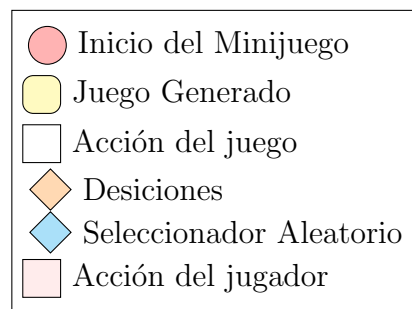 Inicio del Minijuego
Juego Generado
Acción del juego
Desiciones
Seleccionador Aleatorio
Acción del jugador